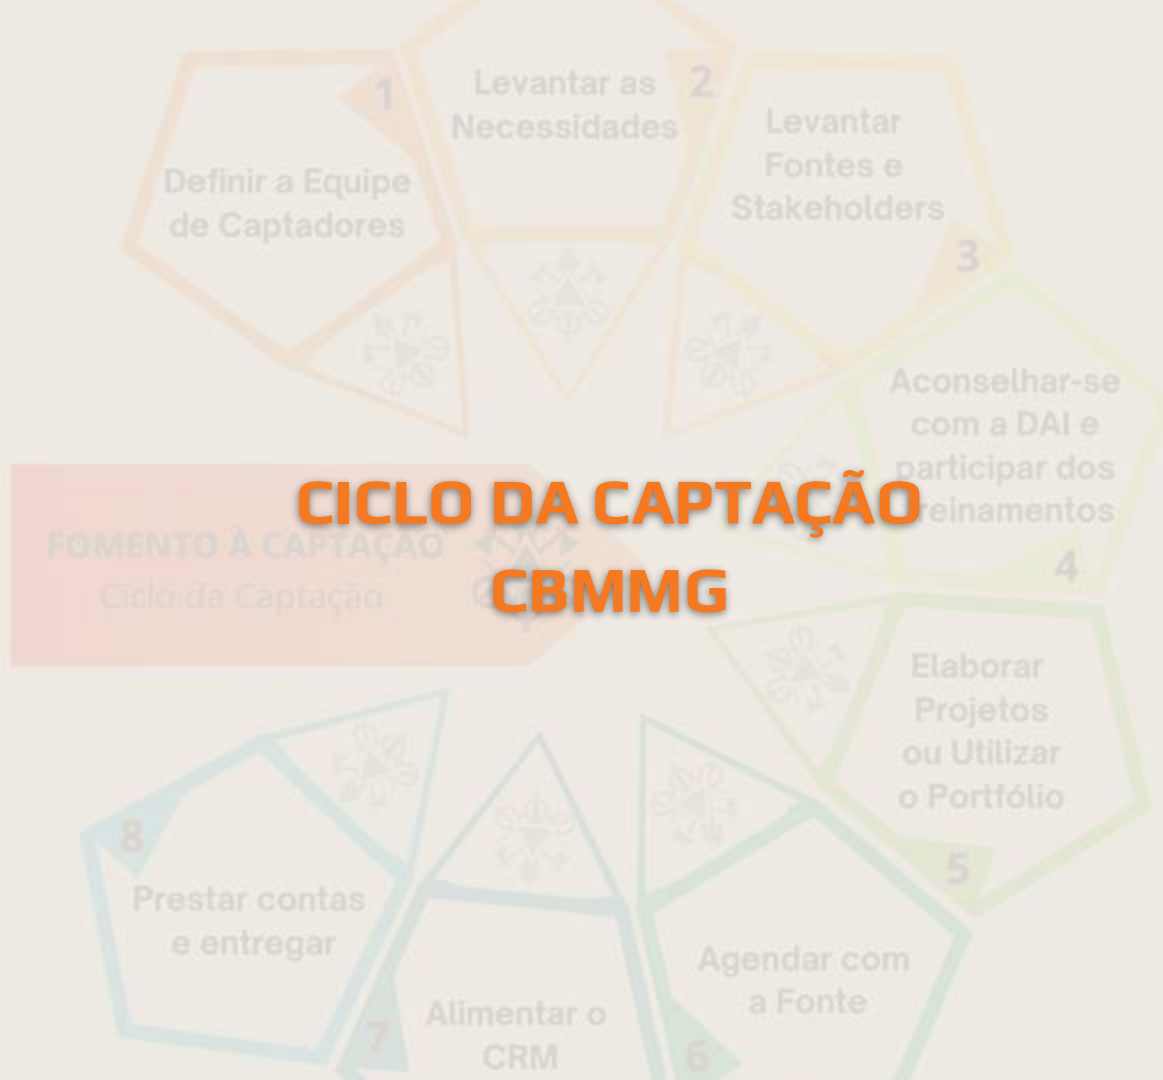 1
Definir a Equipe
de Captadores
Levantar as
Necessidades
2
Levantar
Fontes e
Stakeholders
3
Aconselhar-se
com a DAI e
participar dos
Treinamentos
4
CICLO DA CAPTAÇÃO
CBMMG
FOMENTO À CAPTAÇÃO
Ciclo da Captação
Elaborar
Projetos
ou Utilizar
o Portfólio
5
Agendar com
a Fonte
6
Alimentar o
CRM
7
8
Prestar contas
e entregar